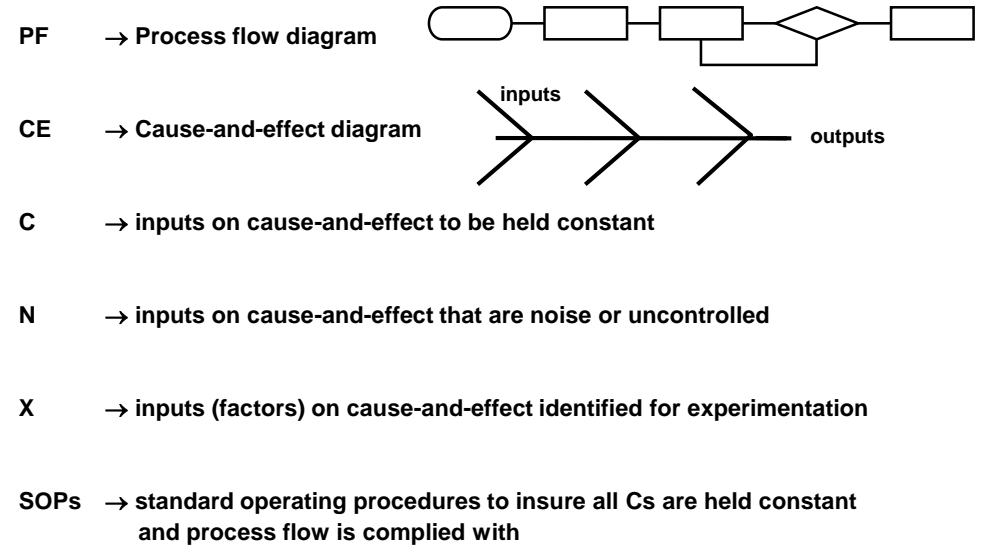 PF → Process flow diagram
inputs
CE → Cause-and-effect diagram
outputs
C → inputs on cause-and-effect to be held constant
N → inputs on cause-and-effect that are noise or uncontrolled
X → inputs (factors) on cause-and-effect identified for experimentation
SOPs → standard operating procedures to insure all Cs are held constant
and process flow is complied with